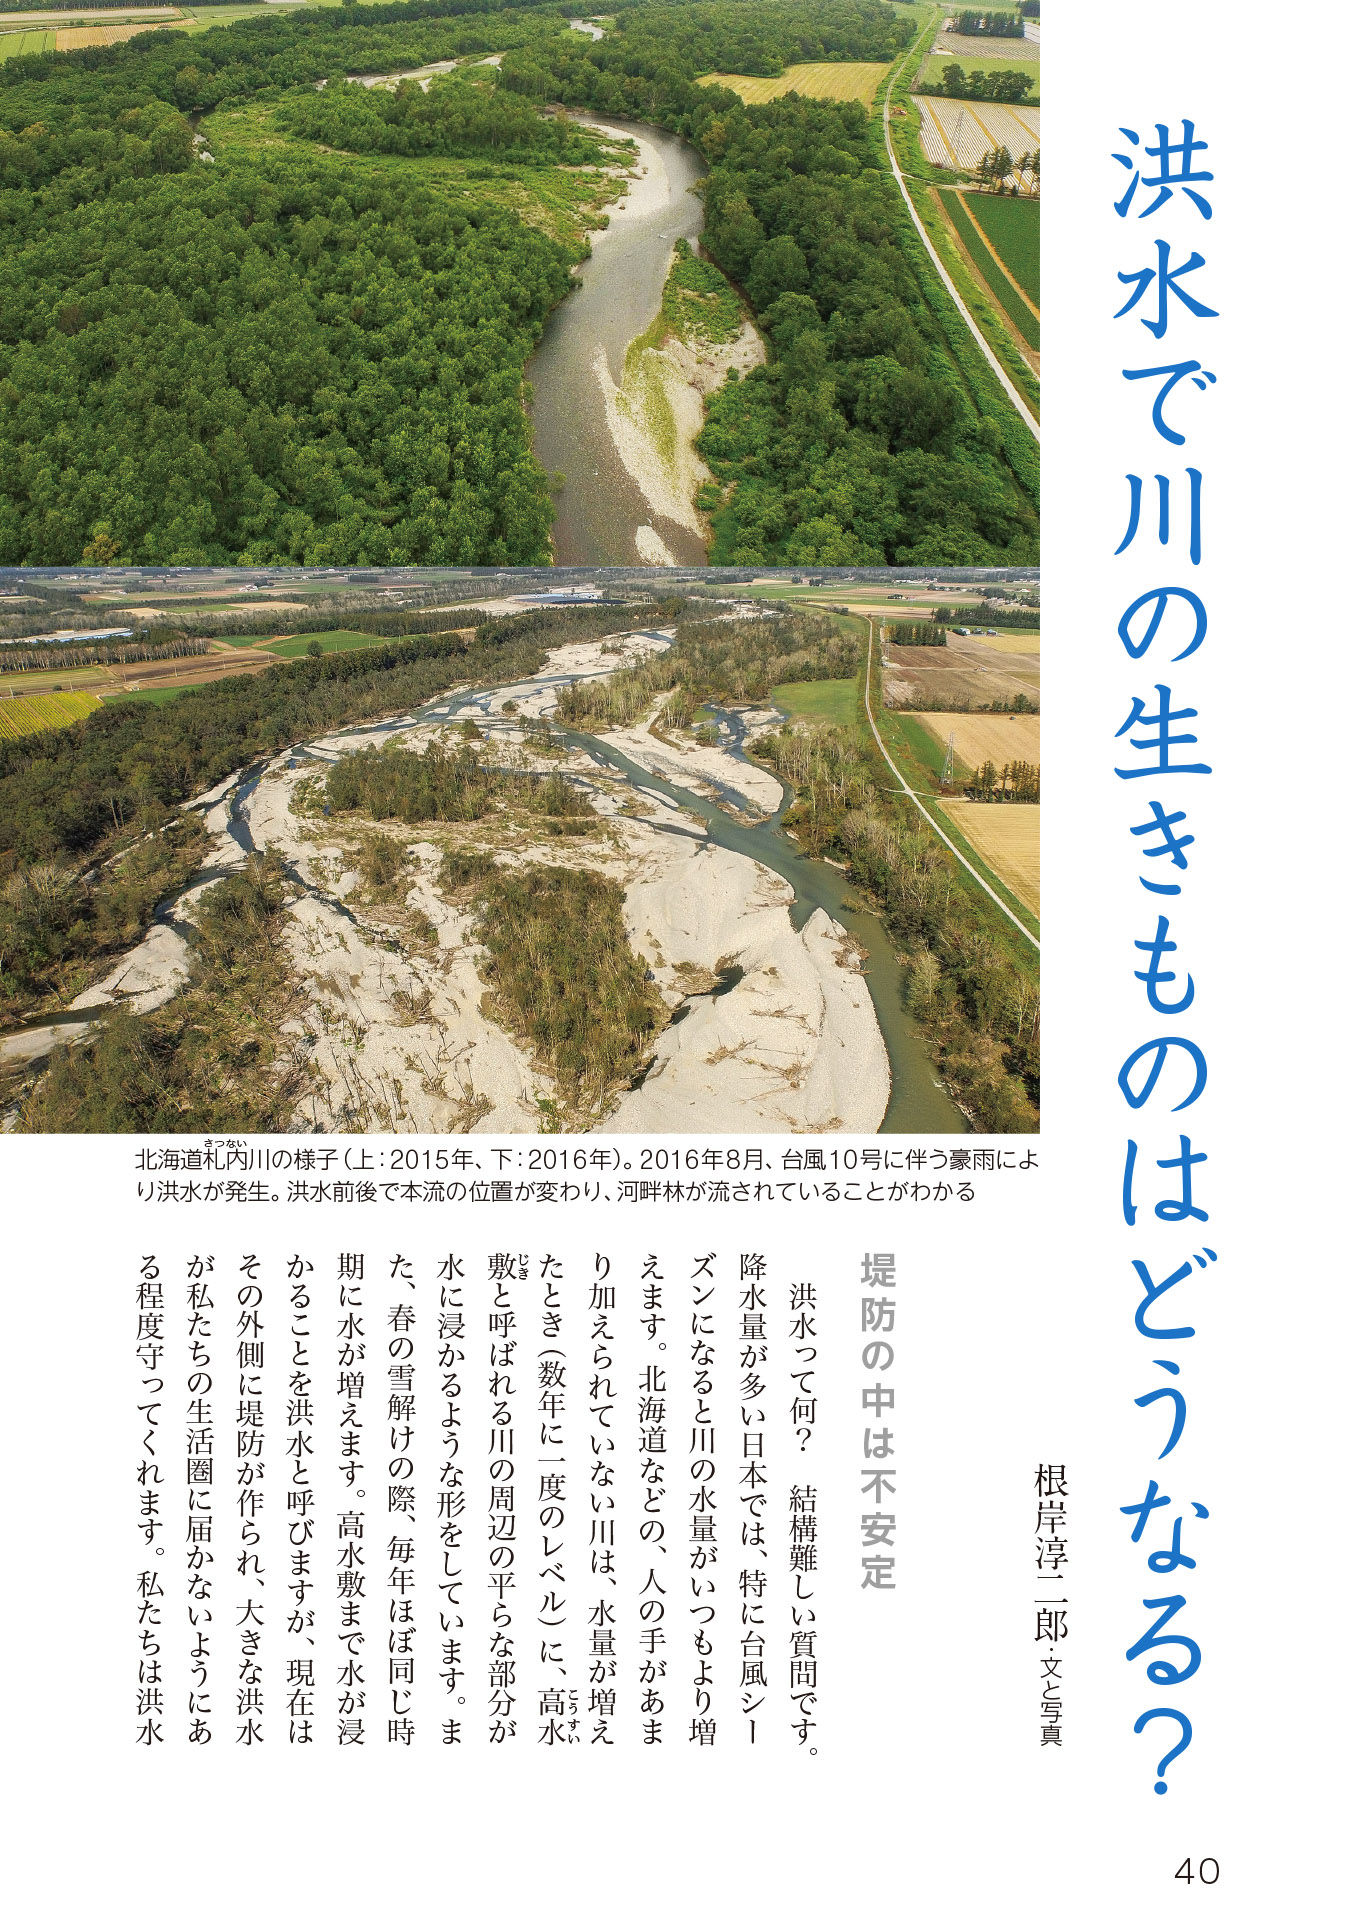 洪水で川の生きものはどうなる？
根岸淳二郎・文と写真
さつない
北海道札内川の様子（上：2015年、下：2016年）。2016年8月、台風10号に伴う豪雨によ
り洪水が発生。洪水前後で本流の位置が変わり、河畔林が流されていることがわかる
堤防の中は不安定
洪水って何？　結構難しい質問です。
降水量が多い日本では、特に台風シー
ズンになると川の水量がいつもより増
えます。北海道などの、人の手があま
り加えられていない川は、水量が増え
たとき（数年に一度のレベル）に、高水
こうすい
敷と呼ばれる川の周辺の平らな部分が
じき
水に浸かるような形をしています。ま
た、春の雪解けの際、毎年ほぼ同じ時
期に水が増えます。高水敷まで水が浸
かることを洪水と呼びますが、現在は
その外側に堤防が作られ、大きな洪水
が私たちの生活圏に届かないようにあ
る程度守ってくれます。私たちは洪水
40